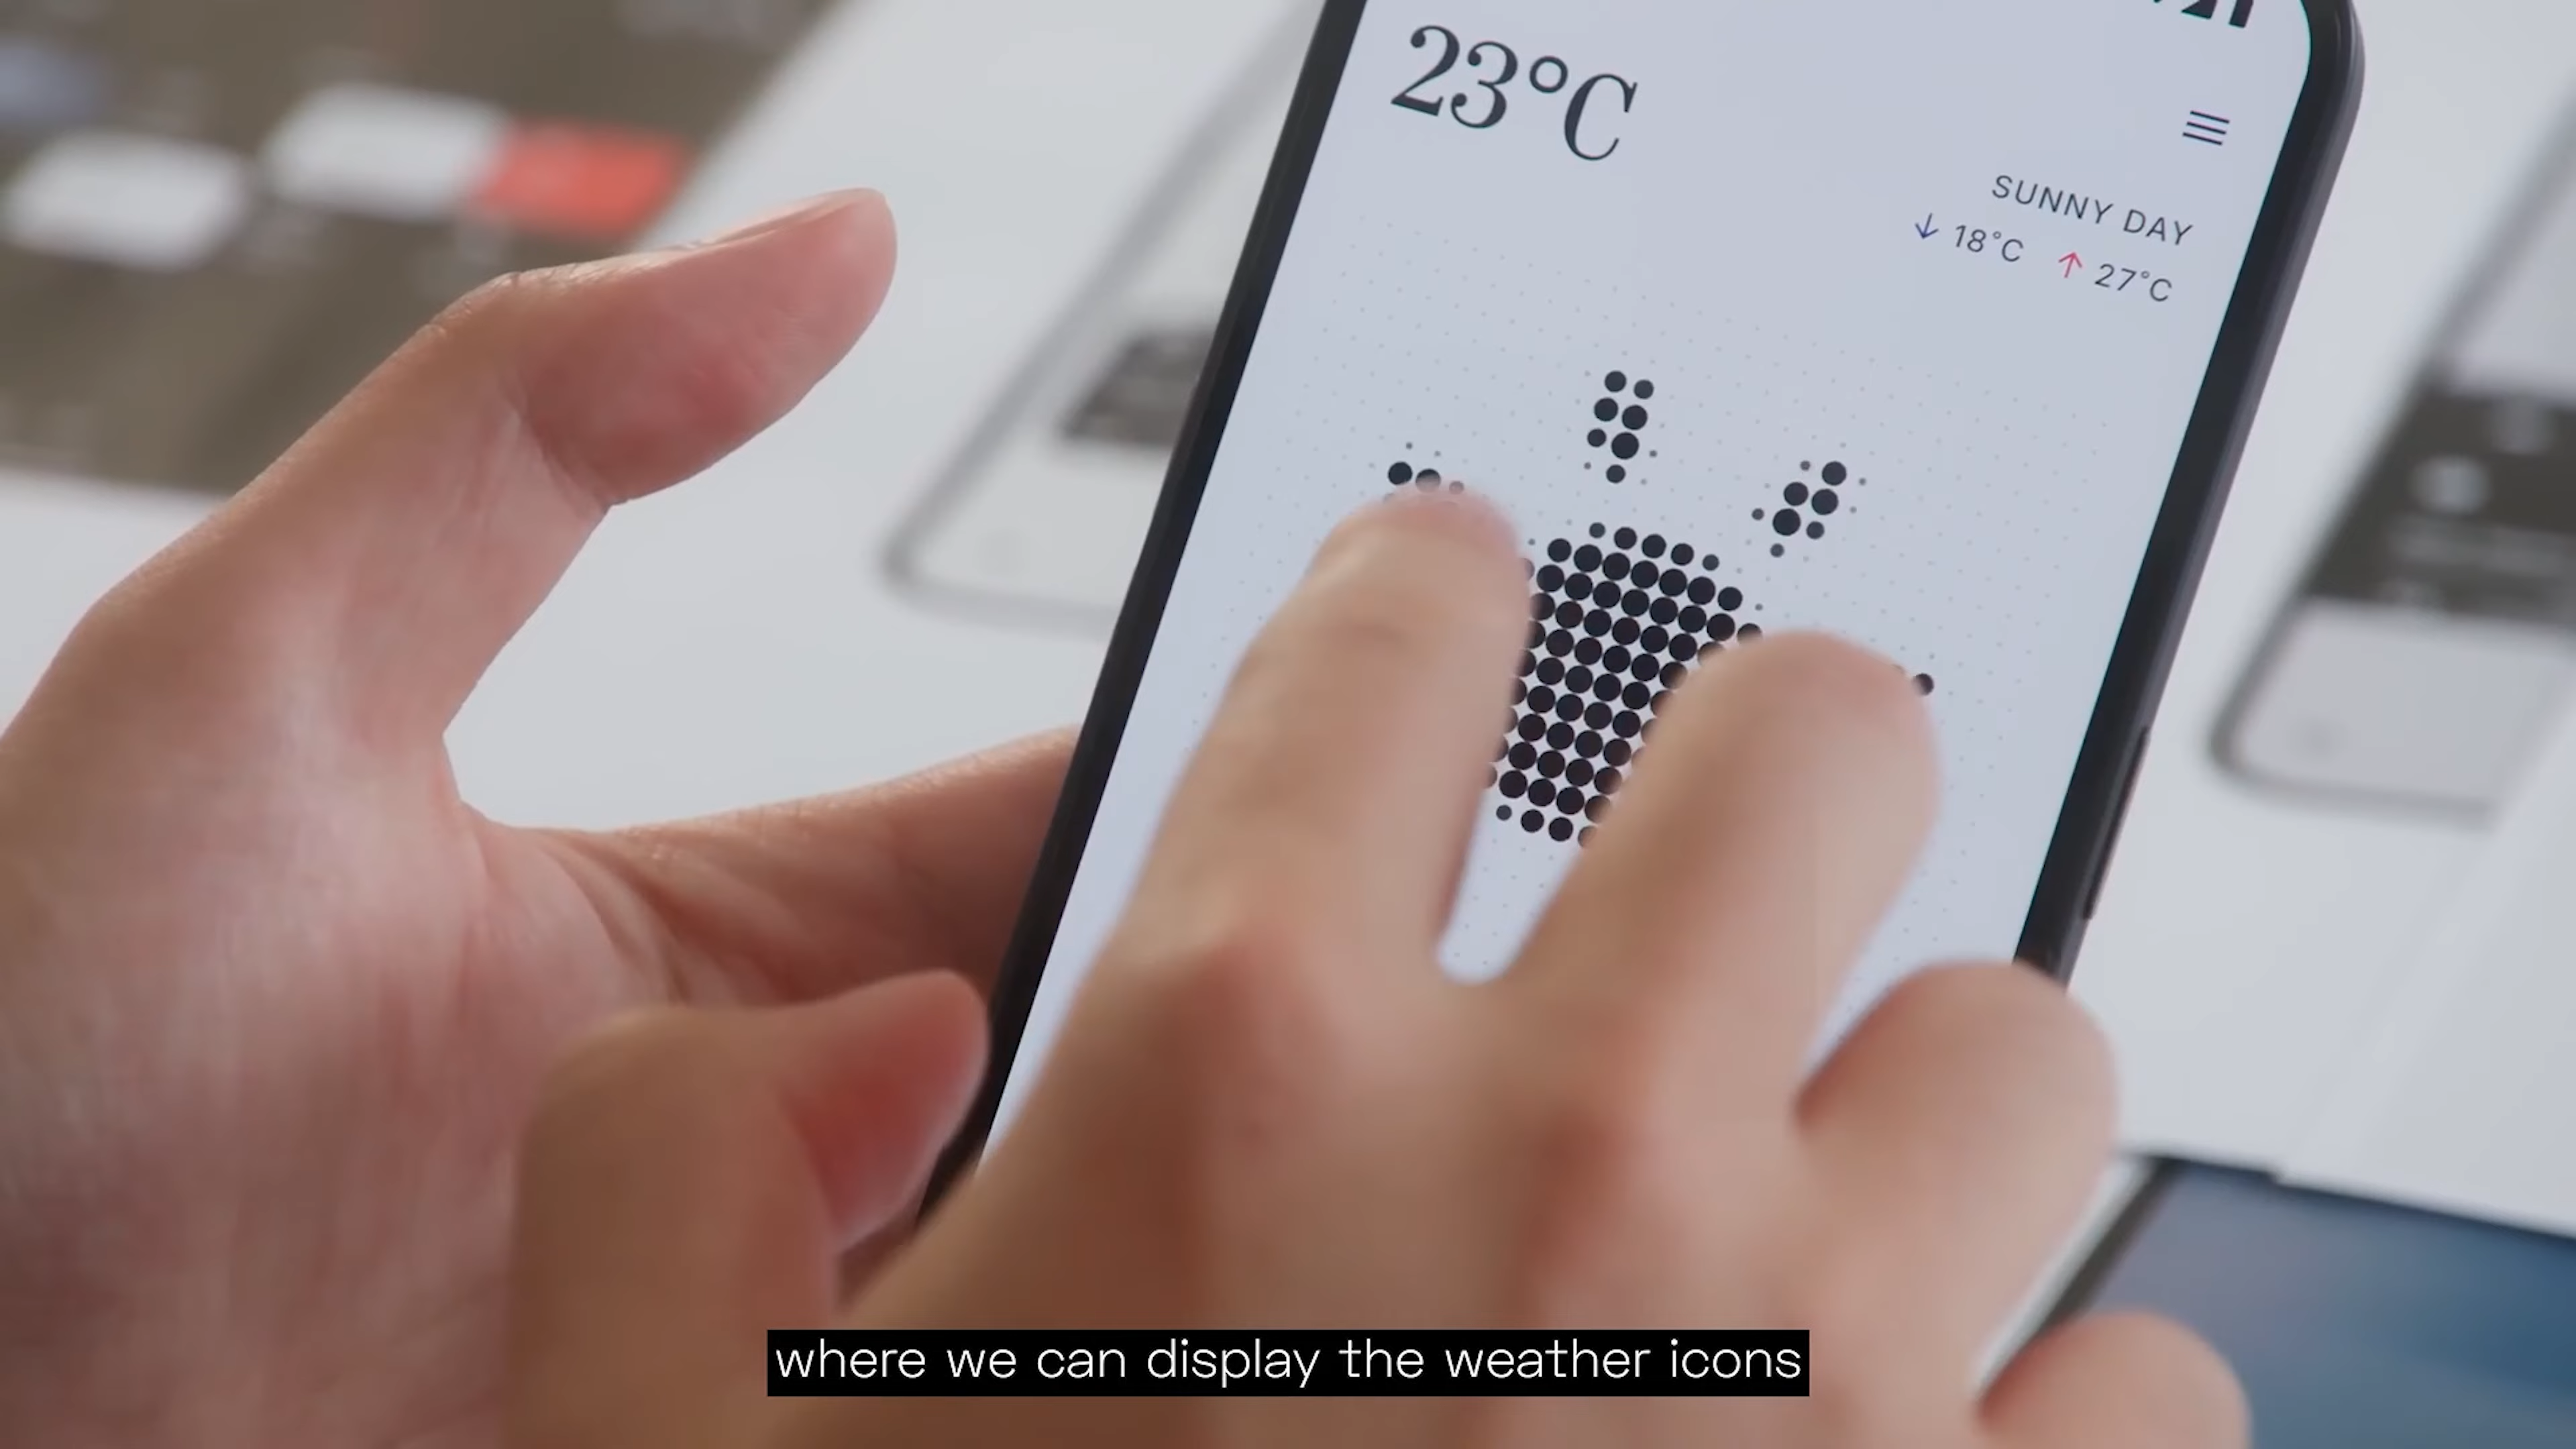 23°C
SUNNY DAY
↓ 18°C ↑ 27°C
where we can display the weather icons